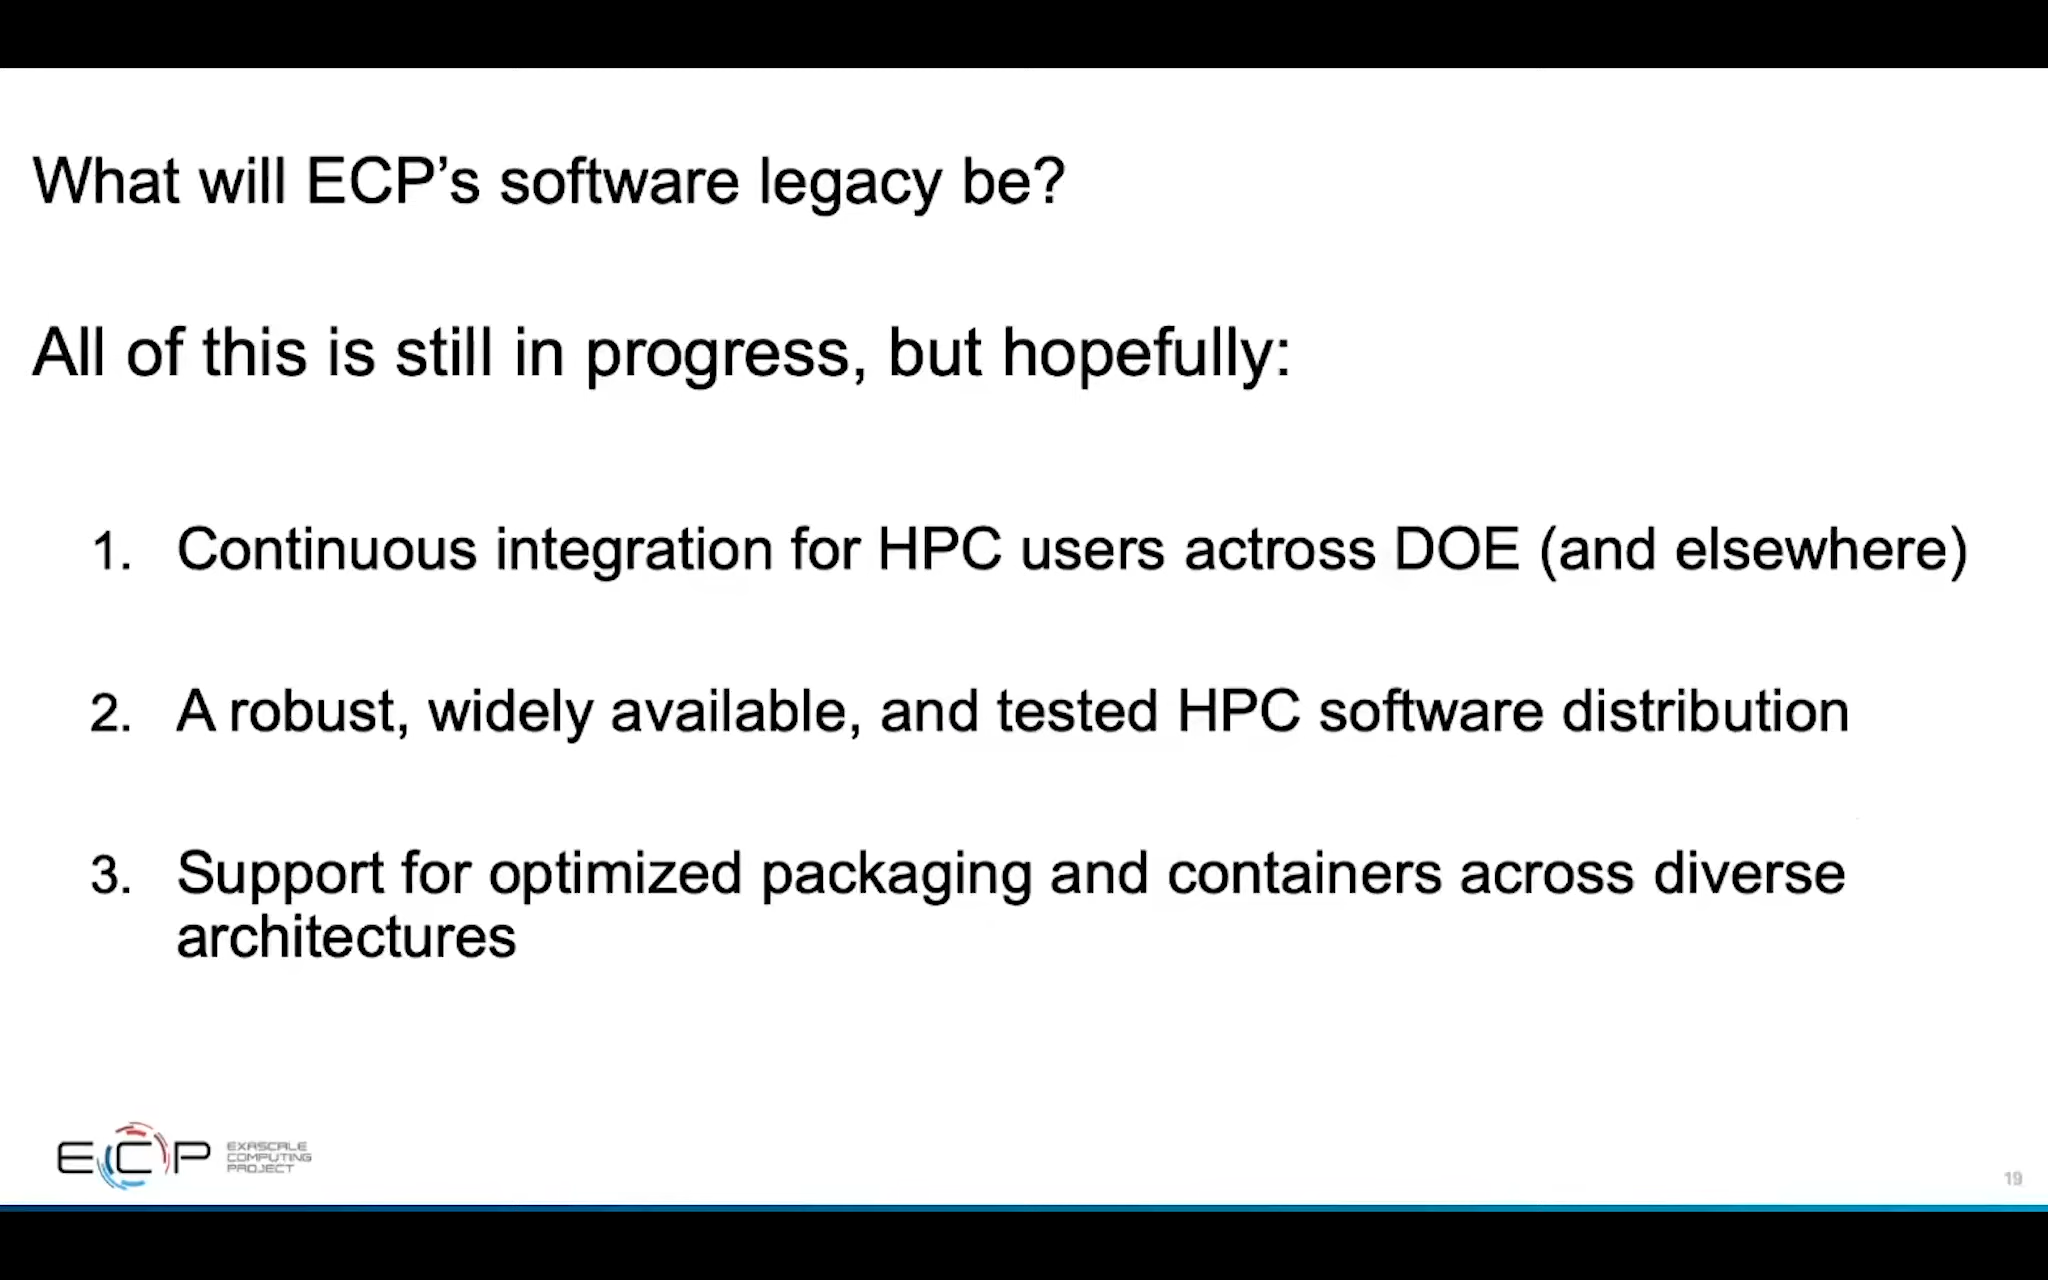 What will ECP’s software legacy be?
All of this is still in progress, but hopefully:
1. Continuous integration for HPC users actross DOE (and elsewhere)
2. A robust, widely available, and tested HPC software distribution
3. Support for optimized packaging and containers across diverse
architectures
ECP
EXASCALE
COMPUTING
PROJECT
19